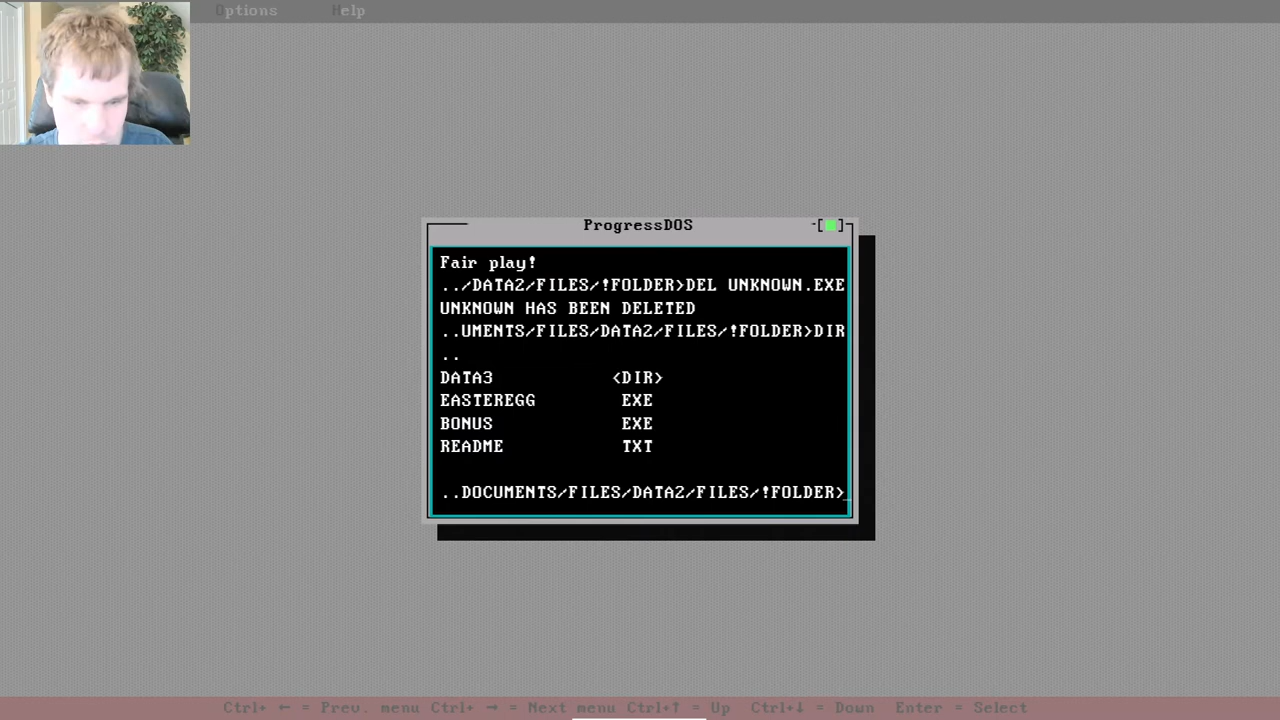 Options Help
ProgressDOS
Fair play!
../DATA2/FILES/!FOLDER>DEL UNKNOWN.EXE
UNKNOWN HAS BEEN DELETED
..UMENTS/FILES/DATA2/FILES/!FOLDER>DIR
..
DATA3 <DIR>
EASTEREGG EXE
BONUS EXE
README TXT
..DOCUMENTS/FILES/DATA2/FILES/!FOLDER>_
Ctrl+ ← = Prev. menu Ctrl+ → = Next menu Ctrl+↑ = Up Ctrl+↓ = Down Enter = Select